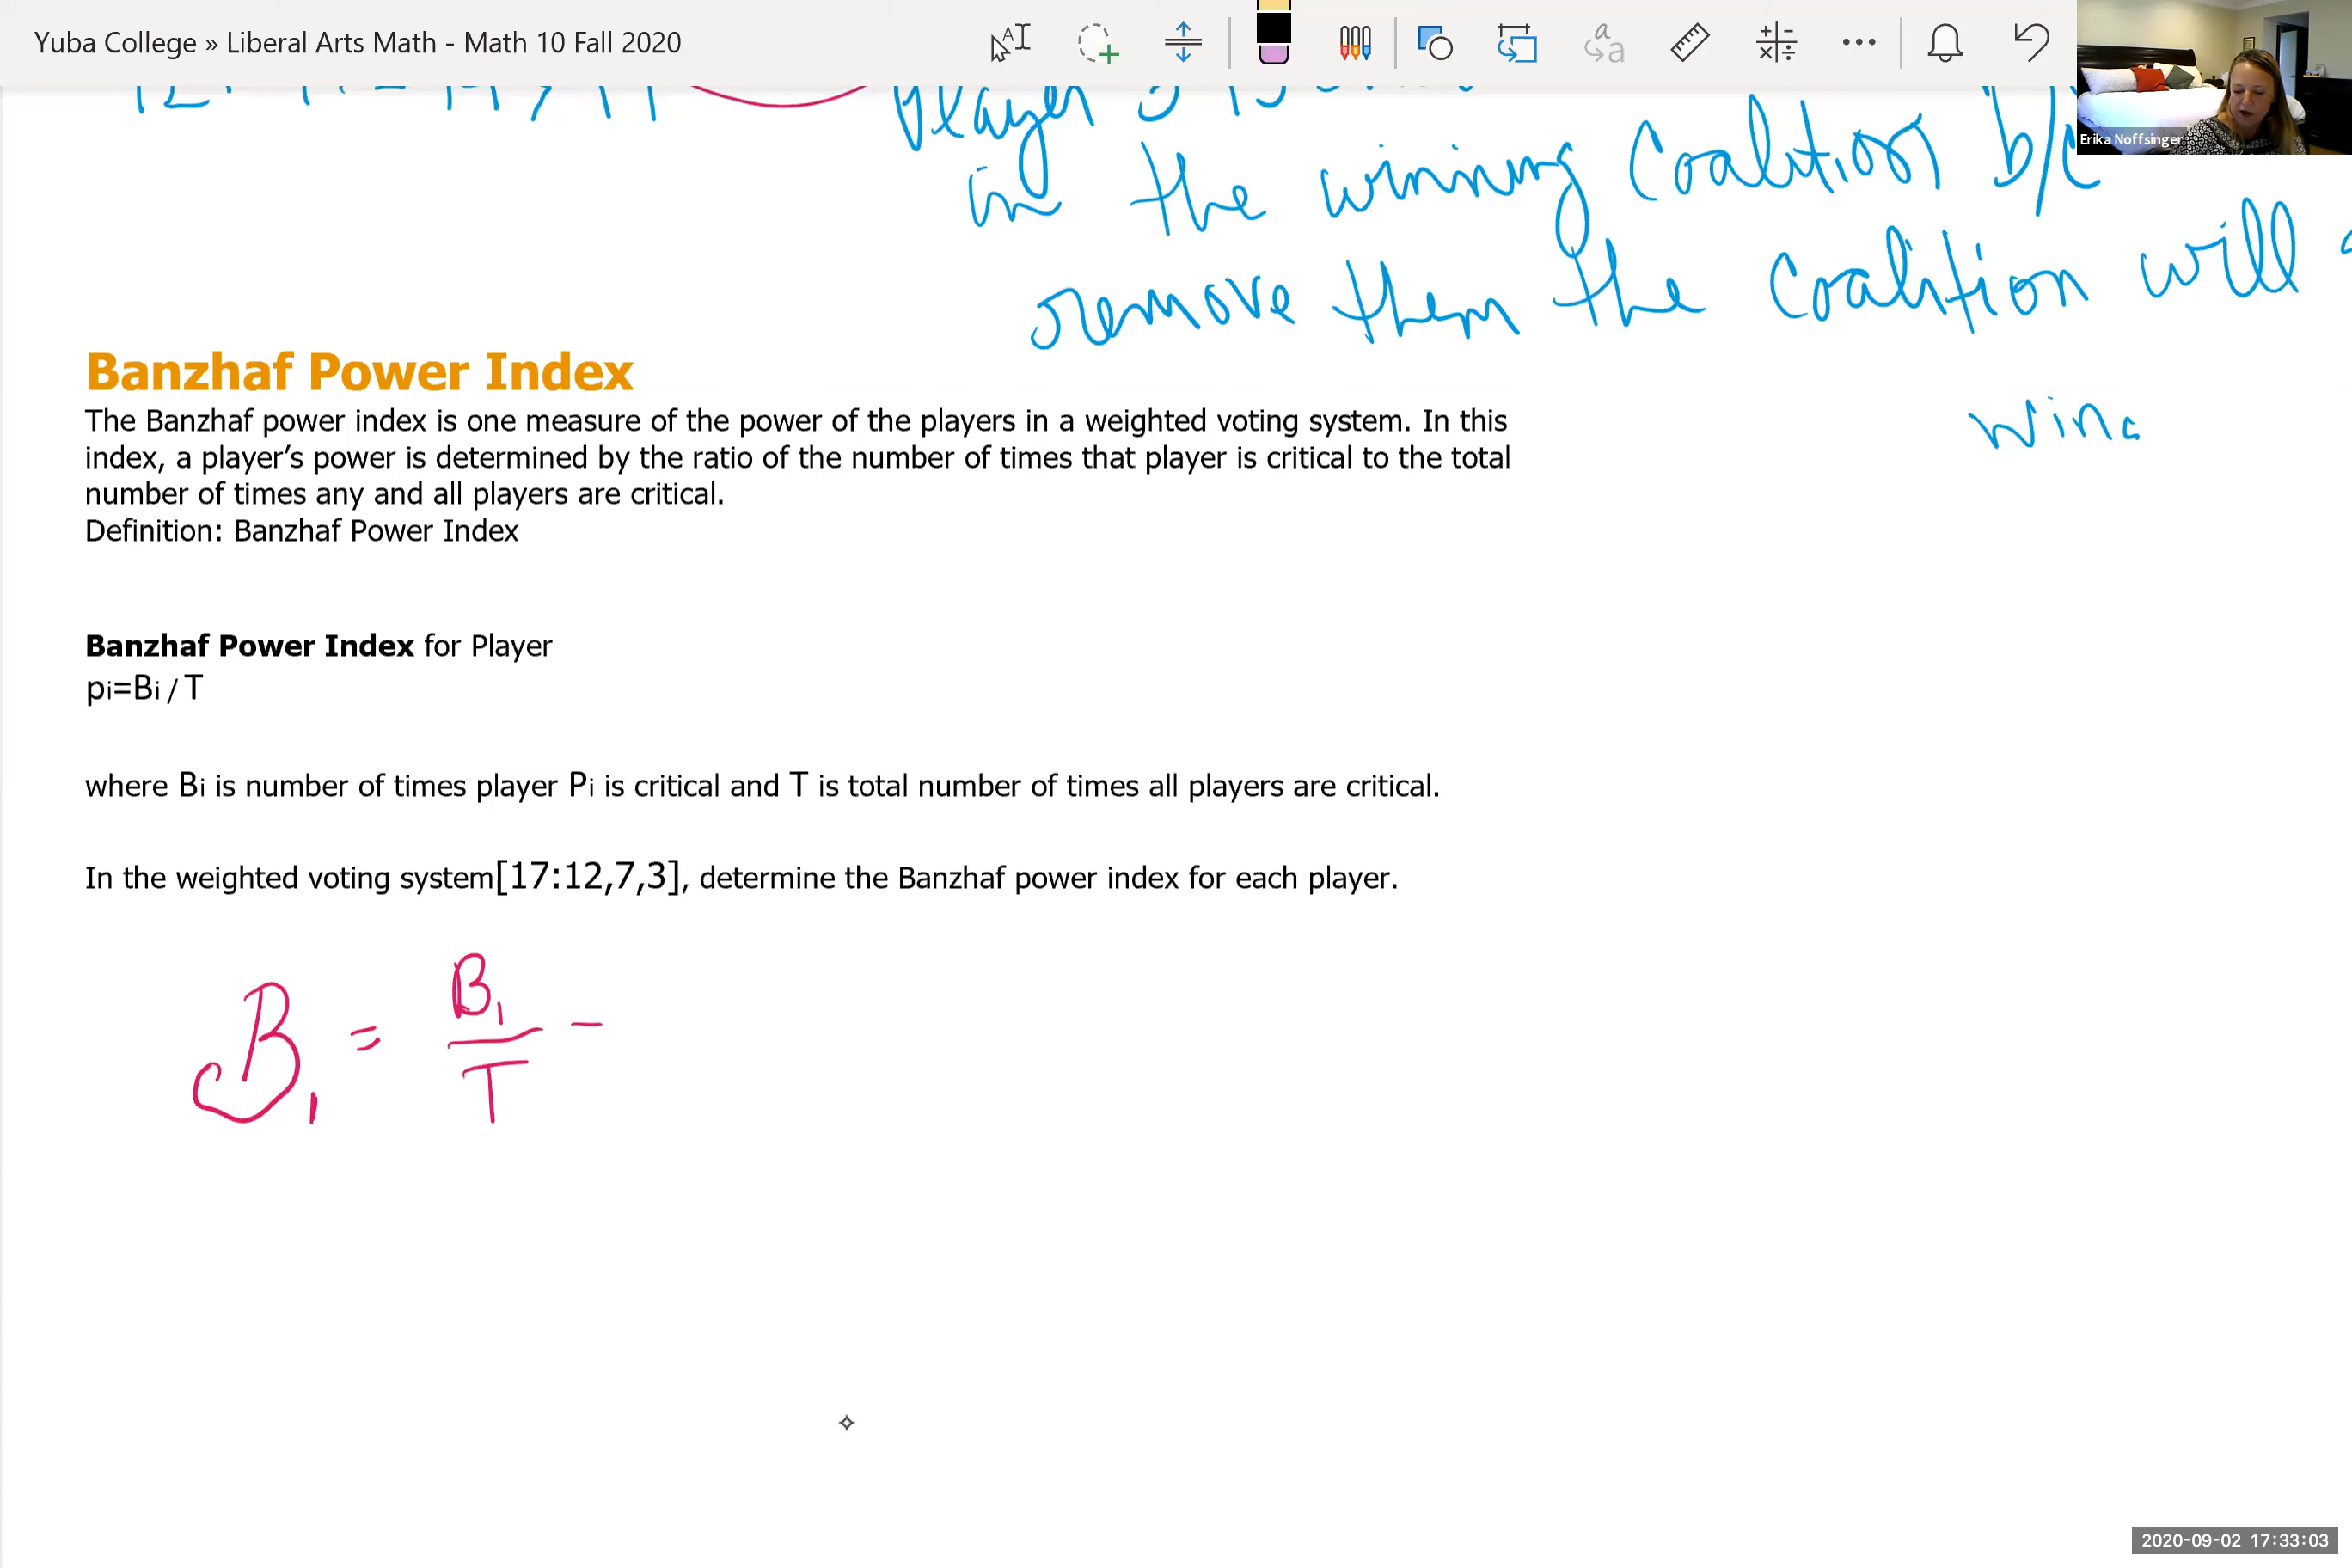 Yuba College » Liberal Arts Math - Math 10 Fall 2020
Erika Noffsinger
Player 3 is
in the winning coalition b/c
remove them the coalition will
wins
Banzhaf Power Index
The Banzhaf power index is one measure of the power of the players in a weighted voting system. In this
index, a player's power is determined by the ratio of the number of times that player is critical to the total
number of times any and all players are critical.
Definition: Banzhaf Power Index
Banzhaf Power Index for Player
pi=Bi / T
where Bi is number of times player Pi is critical and T is total number of times all players are critical.
In the weighted voting system[17:12,7,3], determine the Banzhaf power index for each player.
B1 = B1/T -
2020-09-02 17:33:03